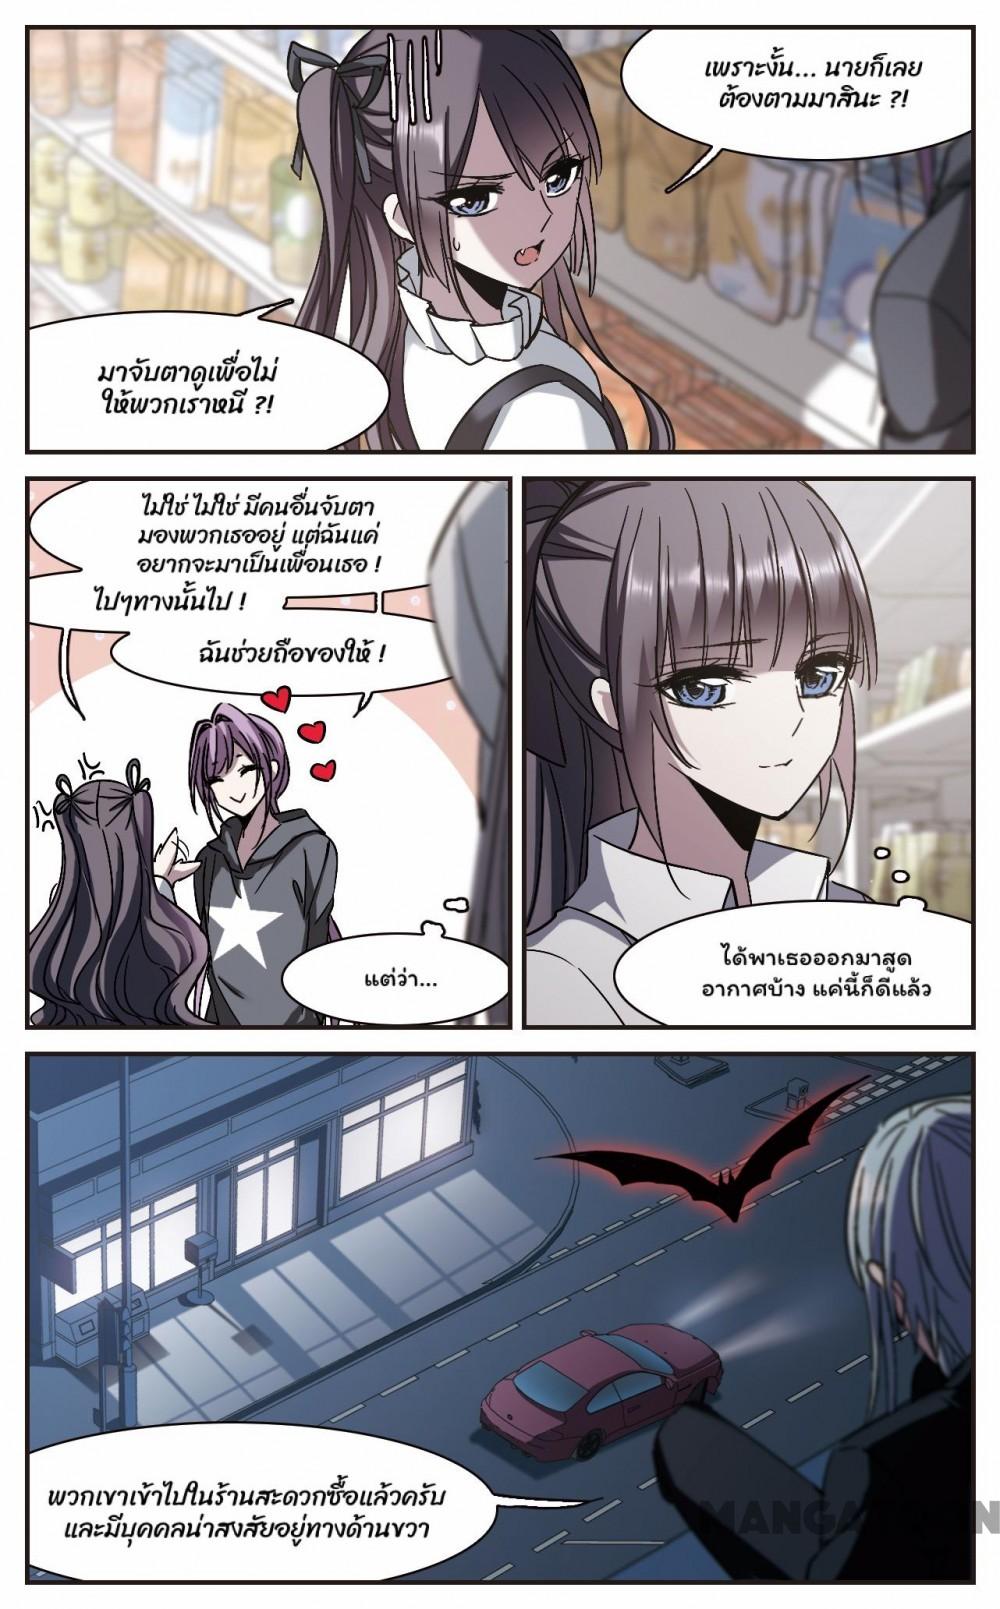 เพราะงั้น... นายก็เลย
ต้องตามมาสินะ ?!
มาจับตาดูเพื่อไม่
ให้พวกเราหนี ?!
ไม่ใช่ ไม่ใช่ มีคนอื่นจับตา
มองพวกเธออยู่ แต่ฉันแค่
อยากจะมาเป็นเพื่อนเธอ !
ไปๆทางนั้นไป !
ฉันช่วยถือของให้ !
แต่ว่า...
ได้พาเธอออกมาสูด
อากาศบ้าง แค่นี้ก็ดีแล้ว
พวกเขาเข้าไปในร้านสะดวกซื้อแล้วครับ
และมีบุคคลน่าสงสัยอยู่ทางด้านขวา